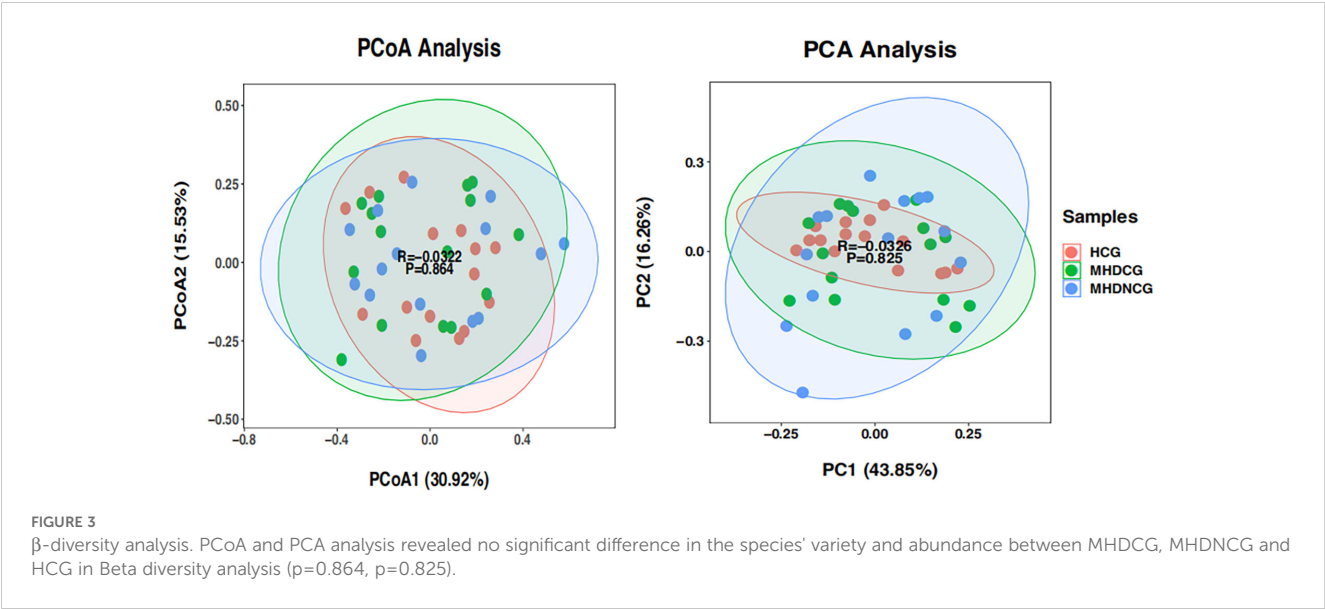 PCoA Analysis
PCoA2 (15.53%)
0.50
0.25
0.00
−0.25
−0.50
R=−0.0322
P=0.864
−0.8
−0.4
0.0
0.4
PCoA1 (30.92%)
PCA Analysis
PC2 (16.26%)
0.3
0.0
−0.3
R=−0.0326
P=0.825
−0.25
0.00
0.25
PC1 (43.85%)
Samples
HCG
MHDCG
MHDNCG
FIGURE 3
β-diversity analysis. PCoA and PCA analysis revealed no significant difference in the species' variety and abundance between MHDCG, MHDNCG and
HCG in Beta diversity analysis (p=0.864, p=0.825).